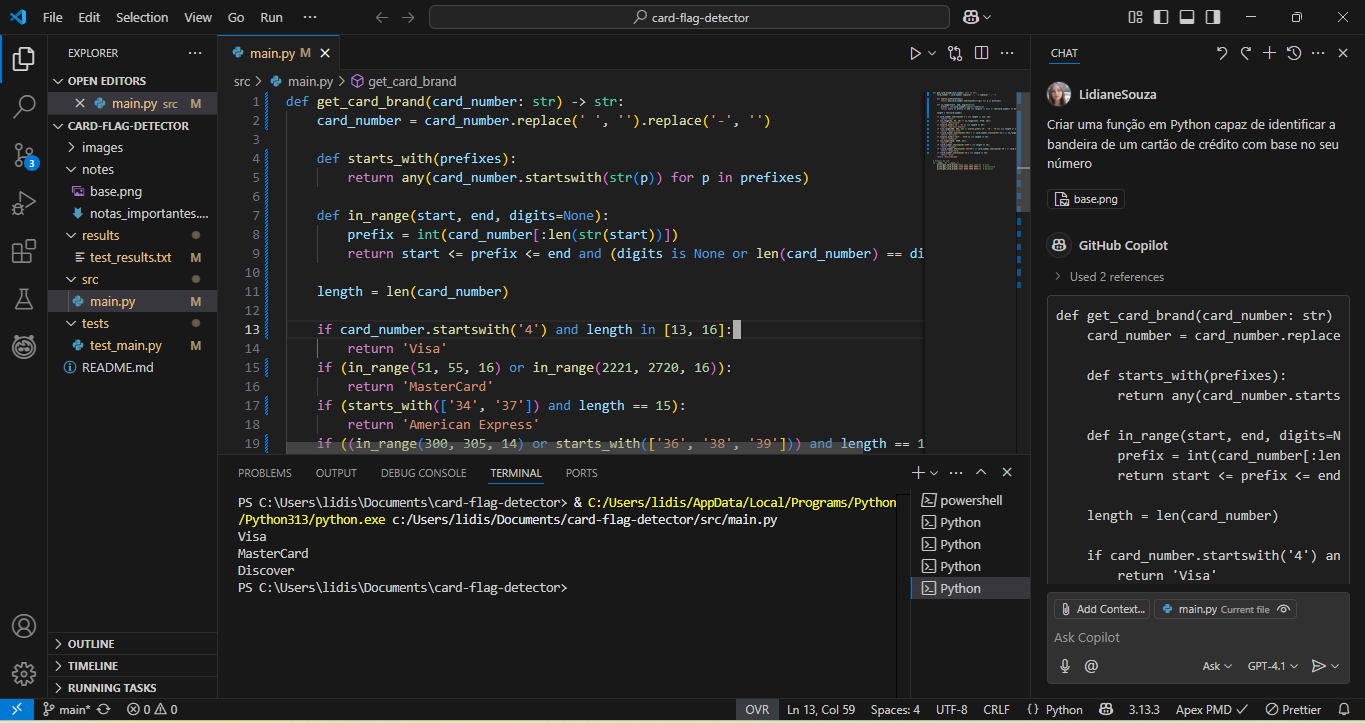 File Edit Selection View Go Run ···
card-flag-detector
EXPLORER ···
OPEN EDITORS
main.py src M
CARD-FLAG-DETECTOR
images
notes
base.png
notas_importantes....
results
test_results.txt M
src
main.py M
tests
test_main.py M
README.md
OUTLINE
TIMELINE
RUNNING TASKS
3
main.py M
src > main.py > get_card_brand
1 def get_card_brand(card_number: str) -> str:
2 card_number = card_number.replace(' ', '').replace('-', '')
3
4 def starts_with(prefixes):
5 return any(card_number.startswith(str(p)) for p in prefixes)
6
7 def in_range(start, end, digits=None):
8 prefix = int(card_number[:len(str(start))])
9 return start <= prefix <= end and (digits is None or len(card_number) == di
10
11 length = len(card_number)
12
13 if card_number.startswith('4') and length in [13, 16]:
14 return 'Visa'
15 if (in_range(51, 55, 16) or in_range(2221, 2720, 16)):
16 return 'MasterCard'
17 if (starts_with(['34', '37']) and length == 15):
18 return 'American Express'
19 if ((in_range(300, 305, 14) or starts_with(['36', '38', '39'])) and length == 1
PROBLEMS OUTPUT DEBUG CONSOLE TERMINAL PORTS
PS C:\Users\lidis\Documents\card-flag-detector> & C:/Users/lidis/AppData/Local/Programs/Python
/Python313/python.exe c:/Users/lidis/Documents/card-flag-detector/src/main.py
Visa
MasterCard
Discover
PS C:\Users\lidis\Documents\card-flag-detector>
powershell
Python
Python
Python
Python
CHAT
LidianeSouza
Criar uma função em Python capaz de identificar a
bandeira de um cartão de crédito com base no seu
número
base.png
GitHub Copilot
Used 2 references
def get_card_brand(card_number: str)
card_number = card_number.replace
def starts_with(prefixes):
return any(card_number.starts
def in_range(start, end, digits=N
prefix = int(card_number[:len
return start <= prefix <= end
length = len(card_number)
if card_number.startswith('4') an
return 'Visa'
Add Context...
main.py Current file
Ask Copilot
@ Ask GPT-4.1
main* 0 0
OVR Ln 13, Col 59 Spaces: 4 UTF-8 CRLF {} Python 3.13.3 Apex PMD Prettier